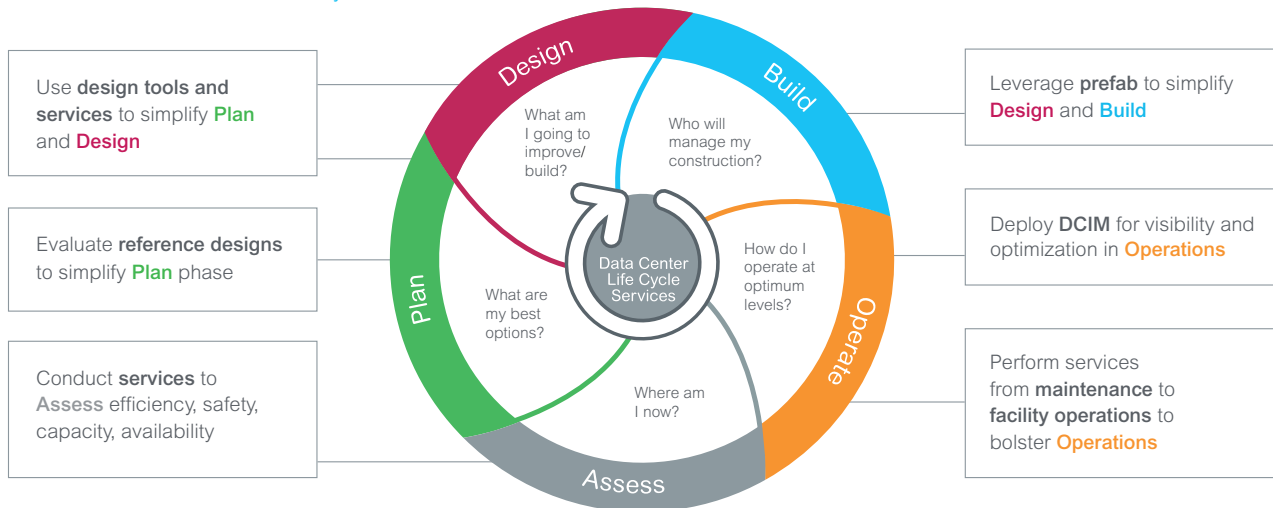 Use design tools and
services to simplify Plan
and Design
Evaluate reference designs
to simplify Plan phase
Conduct services to
Assess efficiency, safety,
capacity, availability
Design
Build
Operate
Assess
Plan
What am
I going to
improve/
build?
Who will
manage my
construction?
How do I
operate at
optimum
levels?
Where am
I now?
What are
my best
options?
Data Center
Life Cycle
Services
Leverage prefab to simplify
Design and Build
Deploy DCIM for visibility and
optimization in Operations
Perform services
from maintenance to
facility operations to
bolster Operations